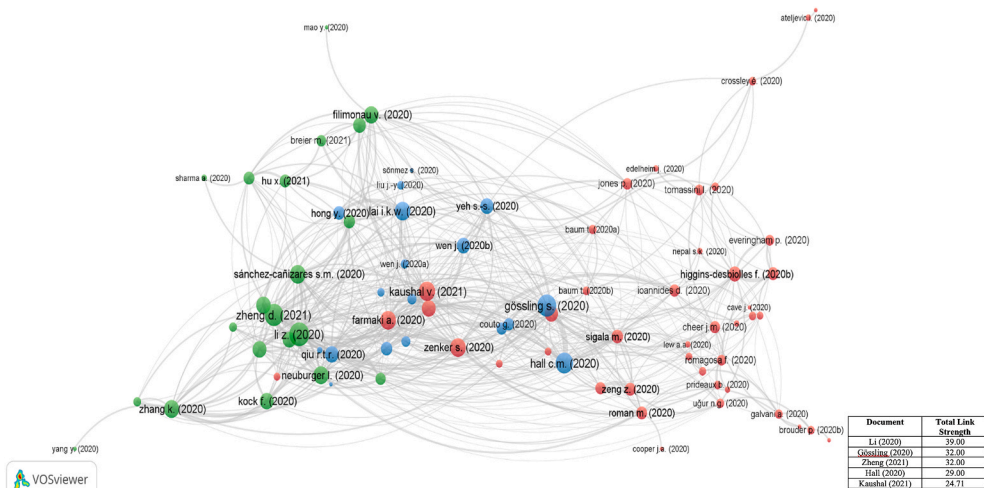 ateljevic i. (2020)
mao y. (2020)
crossley é. (2020)
filimonau v. (2020)
breier m. (2021)
sönmez s. (2020)
edelheim j. (2020)
sharma a. (2020)
hu x. (2021)
liu j.-y. (2020)
jones p. (2020)
tomassini l. (2020)
hong y. (2020)
lai i.k.w. (2020)
yeh s.-s. (2020)
baum t. (2020a)
wen j. (2020b)
everingham p. (2020)
nepal s.k. (2020)
wen j. (2020a)
sánchez-cañizares s.m. (2020)
higgins-desbiolles f. (2020b)
kaushal v. (2021)
baum t. (2020b)
ioannides d. (2020)
gössling s. (2020)
cave j. (2020)
zheng d. (2021)
farmaki a. (2020)
couto g. (2020)
cheer j.m. (2020)
li z. (2020)
sigala m. (2020)
lew a.a. (2020)
qiu r.t.r. (2020)
zenker s. (2020)
hall c.m. (2020)
romagosa f. (2020)
neuburger l. (2020)
zeng z. (2020)
prideaux b. (2020)
kock f. (2020)
uğur n.g. (2020)
zhang k. (2020)
roman m. (2020)
galvani a. (2020)
brouder p. (2020b)
yang y. (2020)
cooper j.a. (2020)
VOSviewer
Document Total Link
Strength
Li (2020) 39.00
Gössling (2020) 32.00
Zheng (2021) 32.00
Hall (2020) 29.00
Kaushal (2021) 24.71